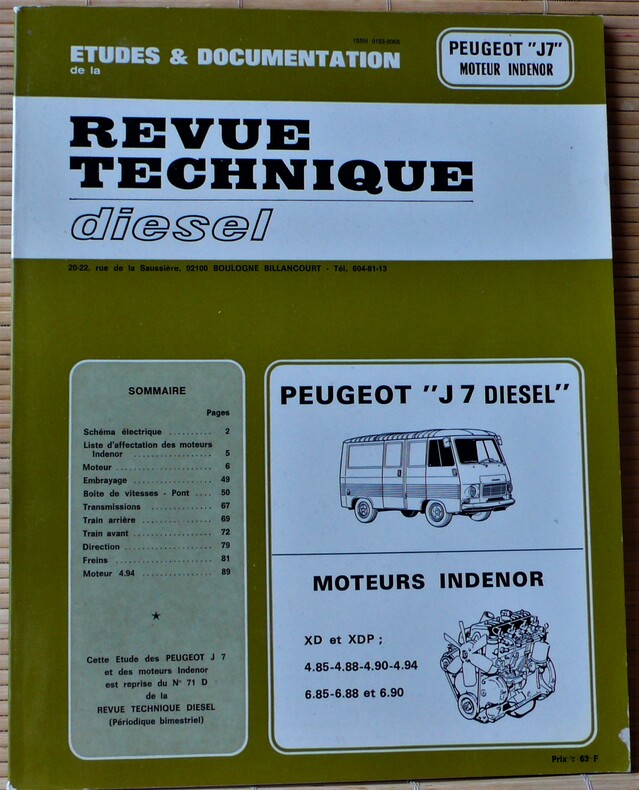 ISSN 0153-9068
ETUDES & DOCUMENTATION
de la
PEUGEOT "J7"
MOTEUR INDENOR
REVUE
TECHNIQUE
diesel
20-22, rue de la Saussière, 92100 BOULOGNE BILLANCOURT - Tél. 604-81-13
SOMMAIRE
Pages
Schéma électrique .......... 2
Liste d'affectation des moteurs
Indenor .................. 5
Moteur ...................... 6
Embrayage .................. 49
Boite de vitesses - Pont .... 50
Transmissions .............. 67
Train arrière ................ 69
Train avant ................ 72
Direction .................... 79
Freins ...................... 81
Moteur 4.94 ................ 89
Cette Etude des PEUGEOT J 7
et des moteurs Indenor
est reprise du N° 71 D
de la
REVUE TECHNIQUE DIESEL
(Périodique bimestriel)
PEUGEOT "J 7 DIESEL"
MOTEURS INDENOR
XD et XDP ;
4.85-4.88-4.90-4.94
6.85-6.88 et 6.90
Prix : 63 F